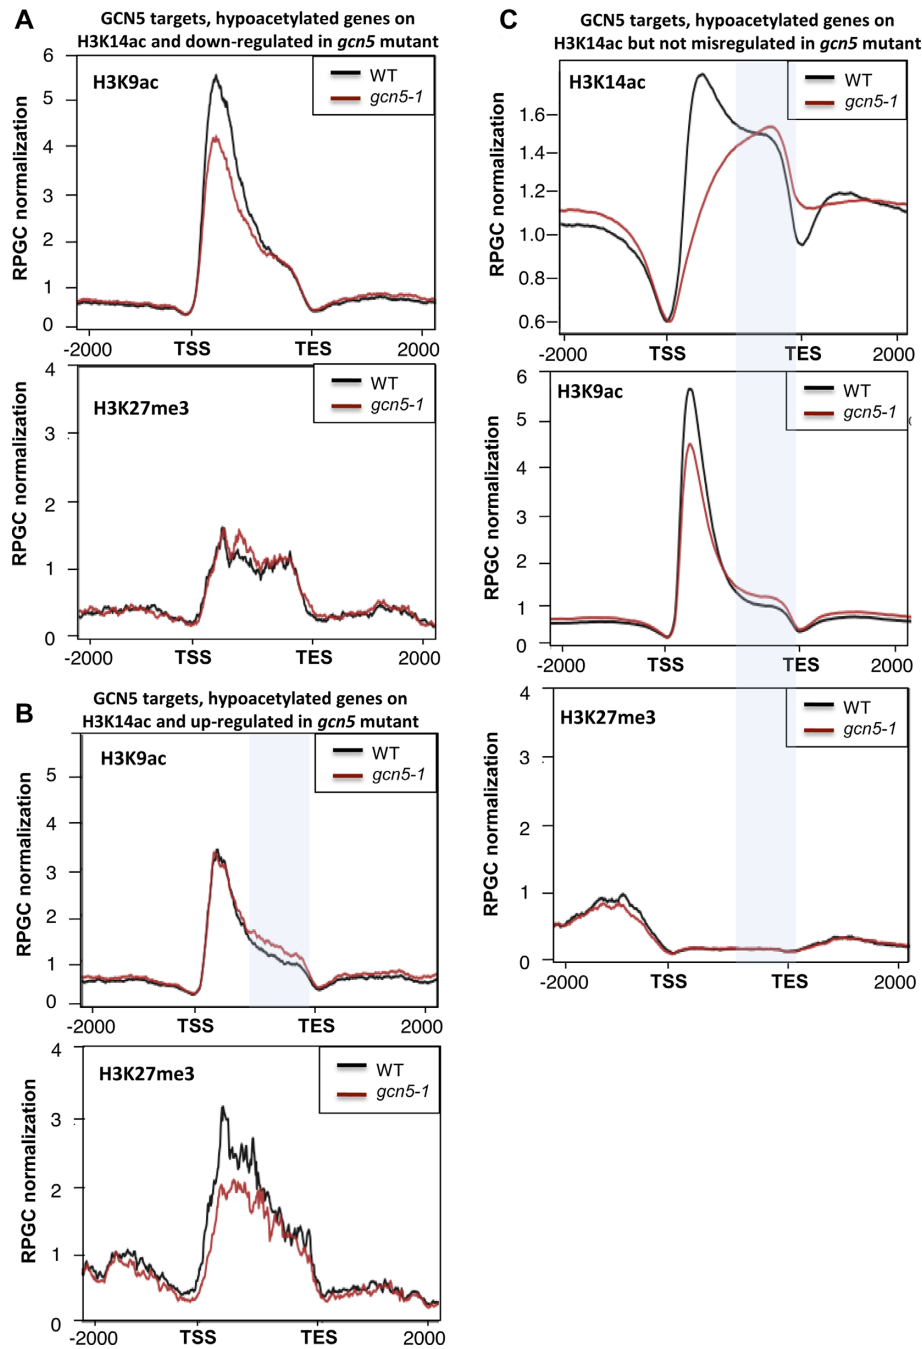 A
GCN5 targets, hypoacetylated genes on
H3K14ac and down-regulated in gcn5 mutant
H3K9ac
WT
gcn5-1
RPGC normalization
6
5
4
3
2
1
0
-2000
TSS
TES
2000
H3K27me3
WT
gcn5-1
RPGC normalization
4
3
2
1
0
-2000
TSS
TES
2000
B
GCN5 targets, hypoacetylated genes on
H3K14ac and up-regulated in gcn5 mutant
H3K9ac
WT
gcn5-1
RPGC normalization
5
4
3
2
1
0
-2000
TSS
TES
2000
H3K27me3
WT
gcn5-1
RPGC normalization
4
3
2
1
0
-2000
TSS
TES
2000
C
GCN5 targets, hypoacetylated genes on
H3K14ac but not misregulated in gcn5 mutant
H3K14ac
WT
gcn5-1
RPGC normalization
1.6
1.4
1.2
1.0
0.8
0.6
-2000
TSS
TES
2000
H3K9ac
WT
gcn5-1
RPGC normalization
6
5
4
3
2
1
0
-2000
TSS
TES
2000
H3K27me3
WT
gcn5-1
RPGC normalization
4
3
2
1
0
-2000
TSS
TES
2000